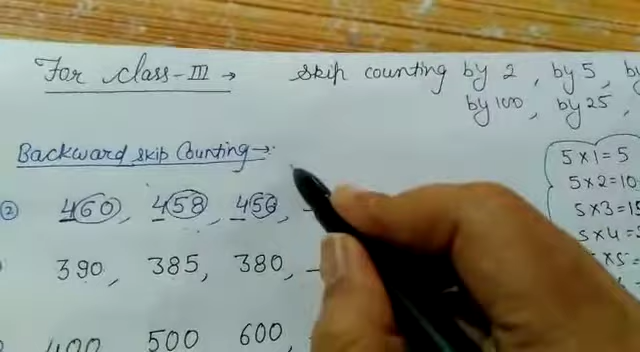 For class-III → skip counting by 2, by 5,
by 100, by 25,
Backward skip Counting →
② 460, 458, 456,
390, 385, 380,
400, 500, 600,
5×1=5
5×2=10
5×3=15
5×4=
×5=